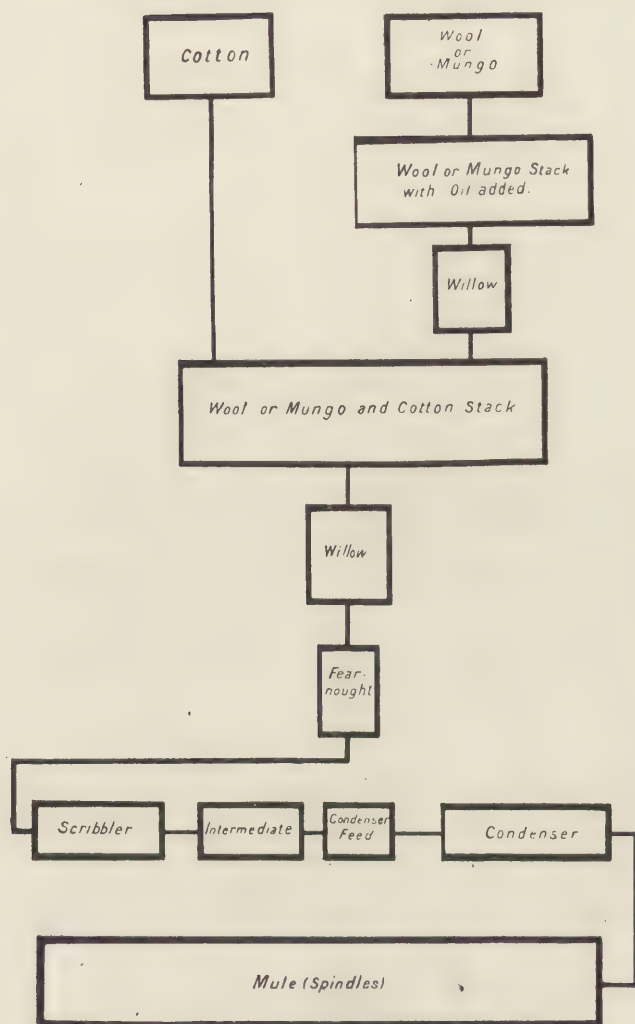 Cotton
Wool
or
Mungo
Wool or Mungo Stack
with Oil added.
Willow
Wool or Mungo and Cotton Stack
Willow
Fear-
nought
Scribbler
Intermediate
Condenser
Feed
Condenser
Mule (Spindles)